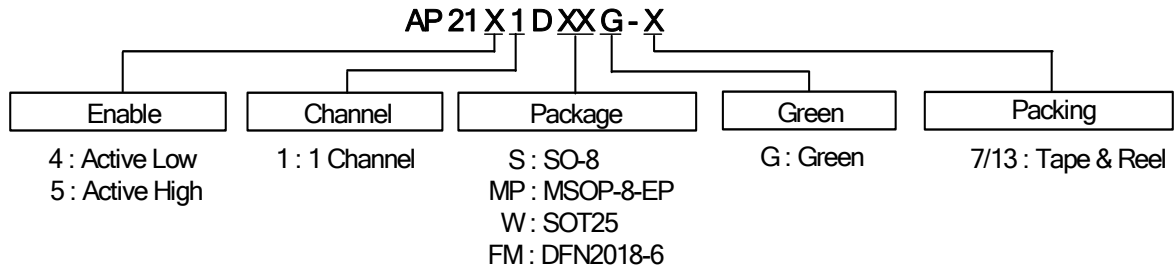 AP 21 X 1 D XX G - X
Enable Channel Package Green Packing
4 : Active Low 1 : 1 Channel S : SO-8 G : Green 7/13 : Tape & Reel
5 : Active High MP : MSOP-8-EP
W : SOT25
FM : DFN2018-6